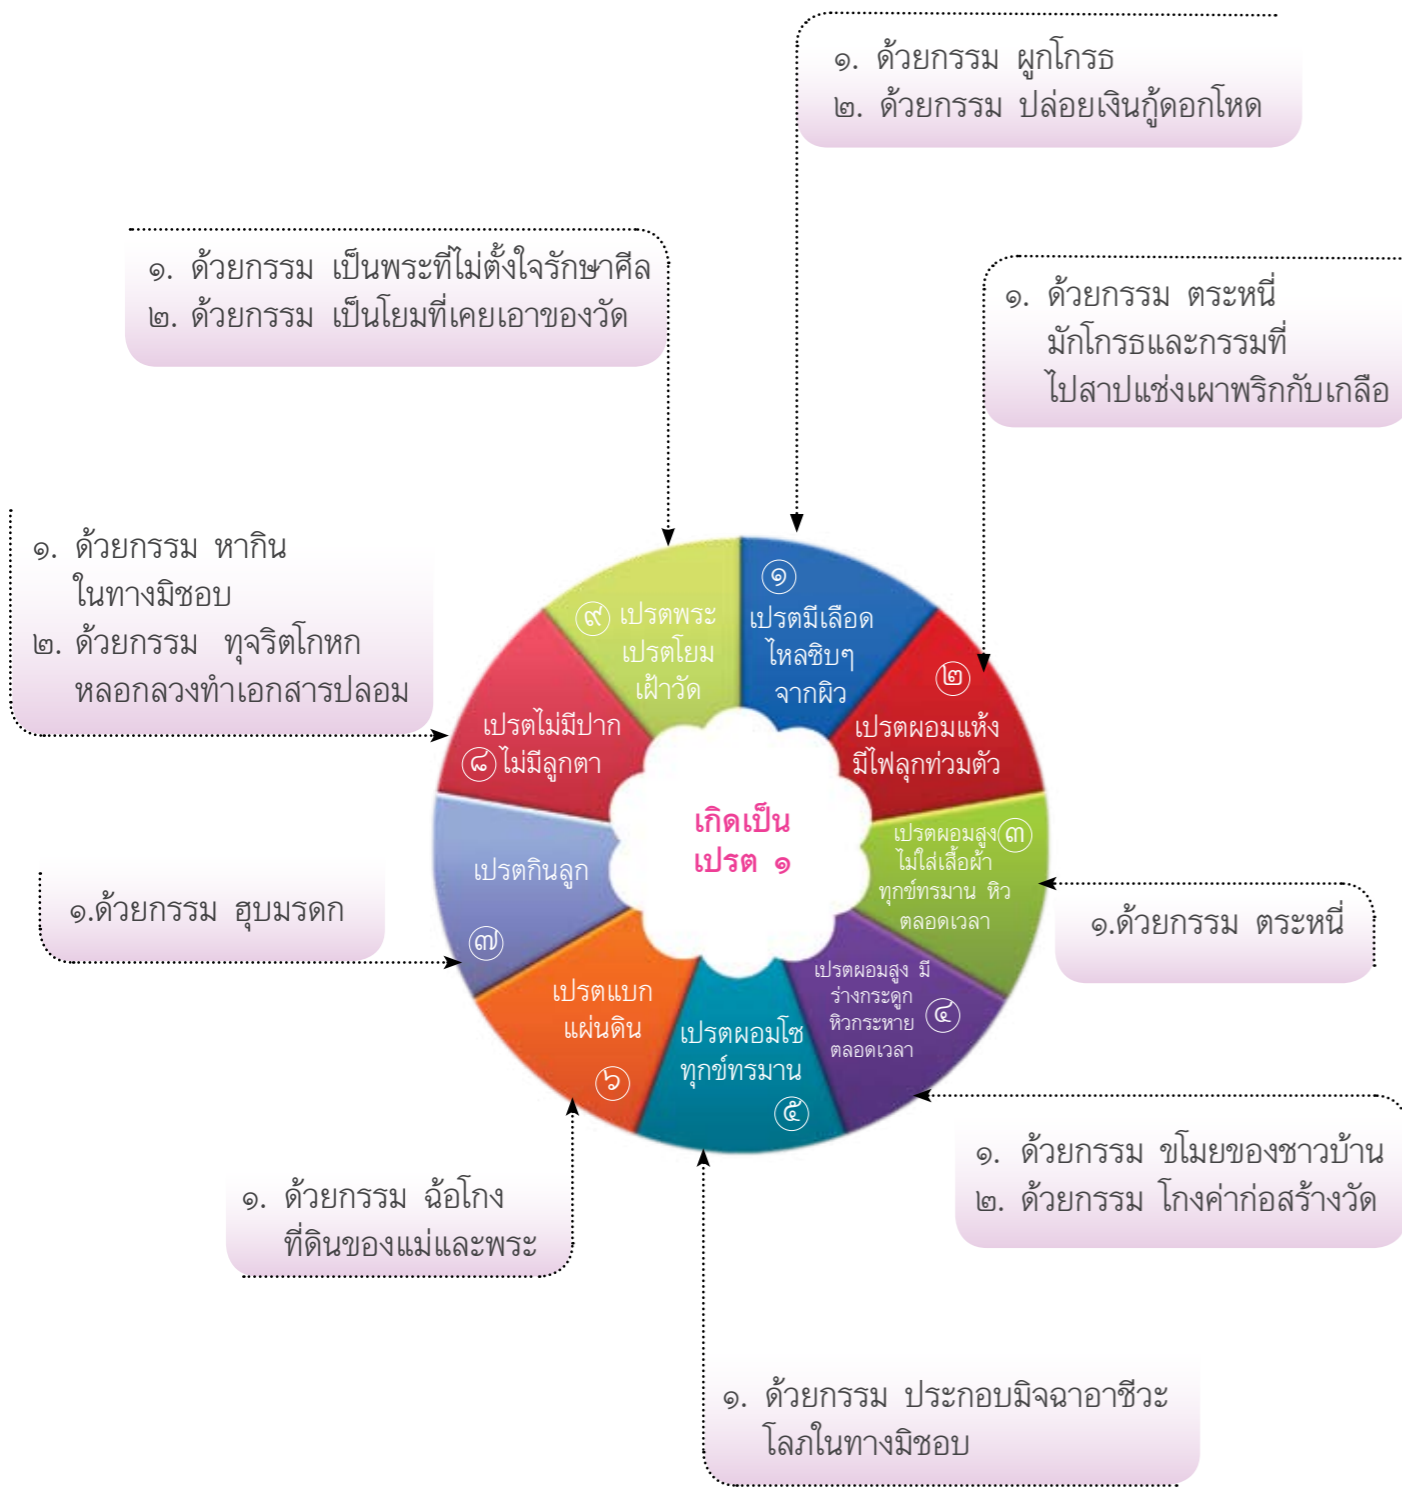 ๑. ด้วยกรรม ผูกโกรธ
๒. ด้วยกรรม ปล่อยเงินกู้ดอกโหด
๑. ด้วยกรรม เป็นพระที่ไม่ตั้งใจรักษาศีล
๒. ด้วยกรรม เป็นโยมที่เคยเอาของวัด
๑. ด้วยกรรม ตระหนี่
มักโกรธและกรรมที่
ไปสาปแช่งเผาพริกกับเกลือ
๑. ด้วยกรรม หากิน
ในทางมิชอบ
๒. ด้วยกรรม ทุจริตโกหก
หลอกลวงทำเอกสารปลอม
๑
เปรตมีเลือด
ไหลซิบๆ
จากผิว
๒
เปรตผอมแห้ง
มีไฟลุกท่วมตัว
เปรตผอมสูง ๓
ไม่ใส่เสื้อผ้า
ทุกข์ทรมาน หิว
ตลอดเวลา
เปรตผอมสูง มี
ร่างกระดูก
หิวกระหาย ๔
ตลอดเวลา
เปรตผอมโซ
ทุกข์ทรมาน
๕
เปรตแบก
แผ่นดิน
๖
เปรตกินลูก
๗
เปรตไม่มีปาก
๘ ไม่มีลูกตา
๙ เปรตพระ
เปรตโยม
เฝ้าวัด
เกิดเป็น
เปรต ๑
๑.ด้วยกรรม ฮุบมรดก
๑.ด้วยกรรม ตระหนี่
๑. ด้วยกรรม ขโมยของชาวบ้าน
๒. ด้วยกรรม โกงค่าก่อสร้างวัด
๑. ด้วยกรรม ฉ้อโกง
ที่ดินของแม่และพระ
๑. ด้วยกรรม ประกอบมิจฉาอาชีวะ
โลภในทางมิชอบ